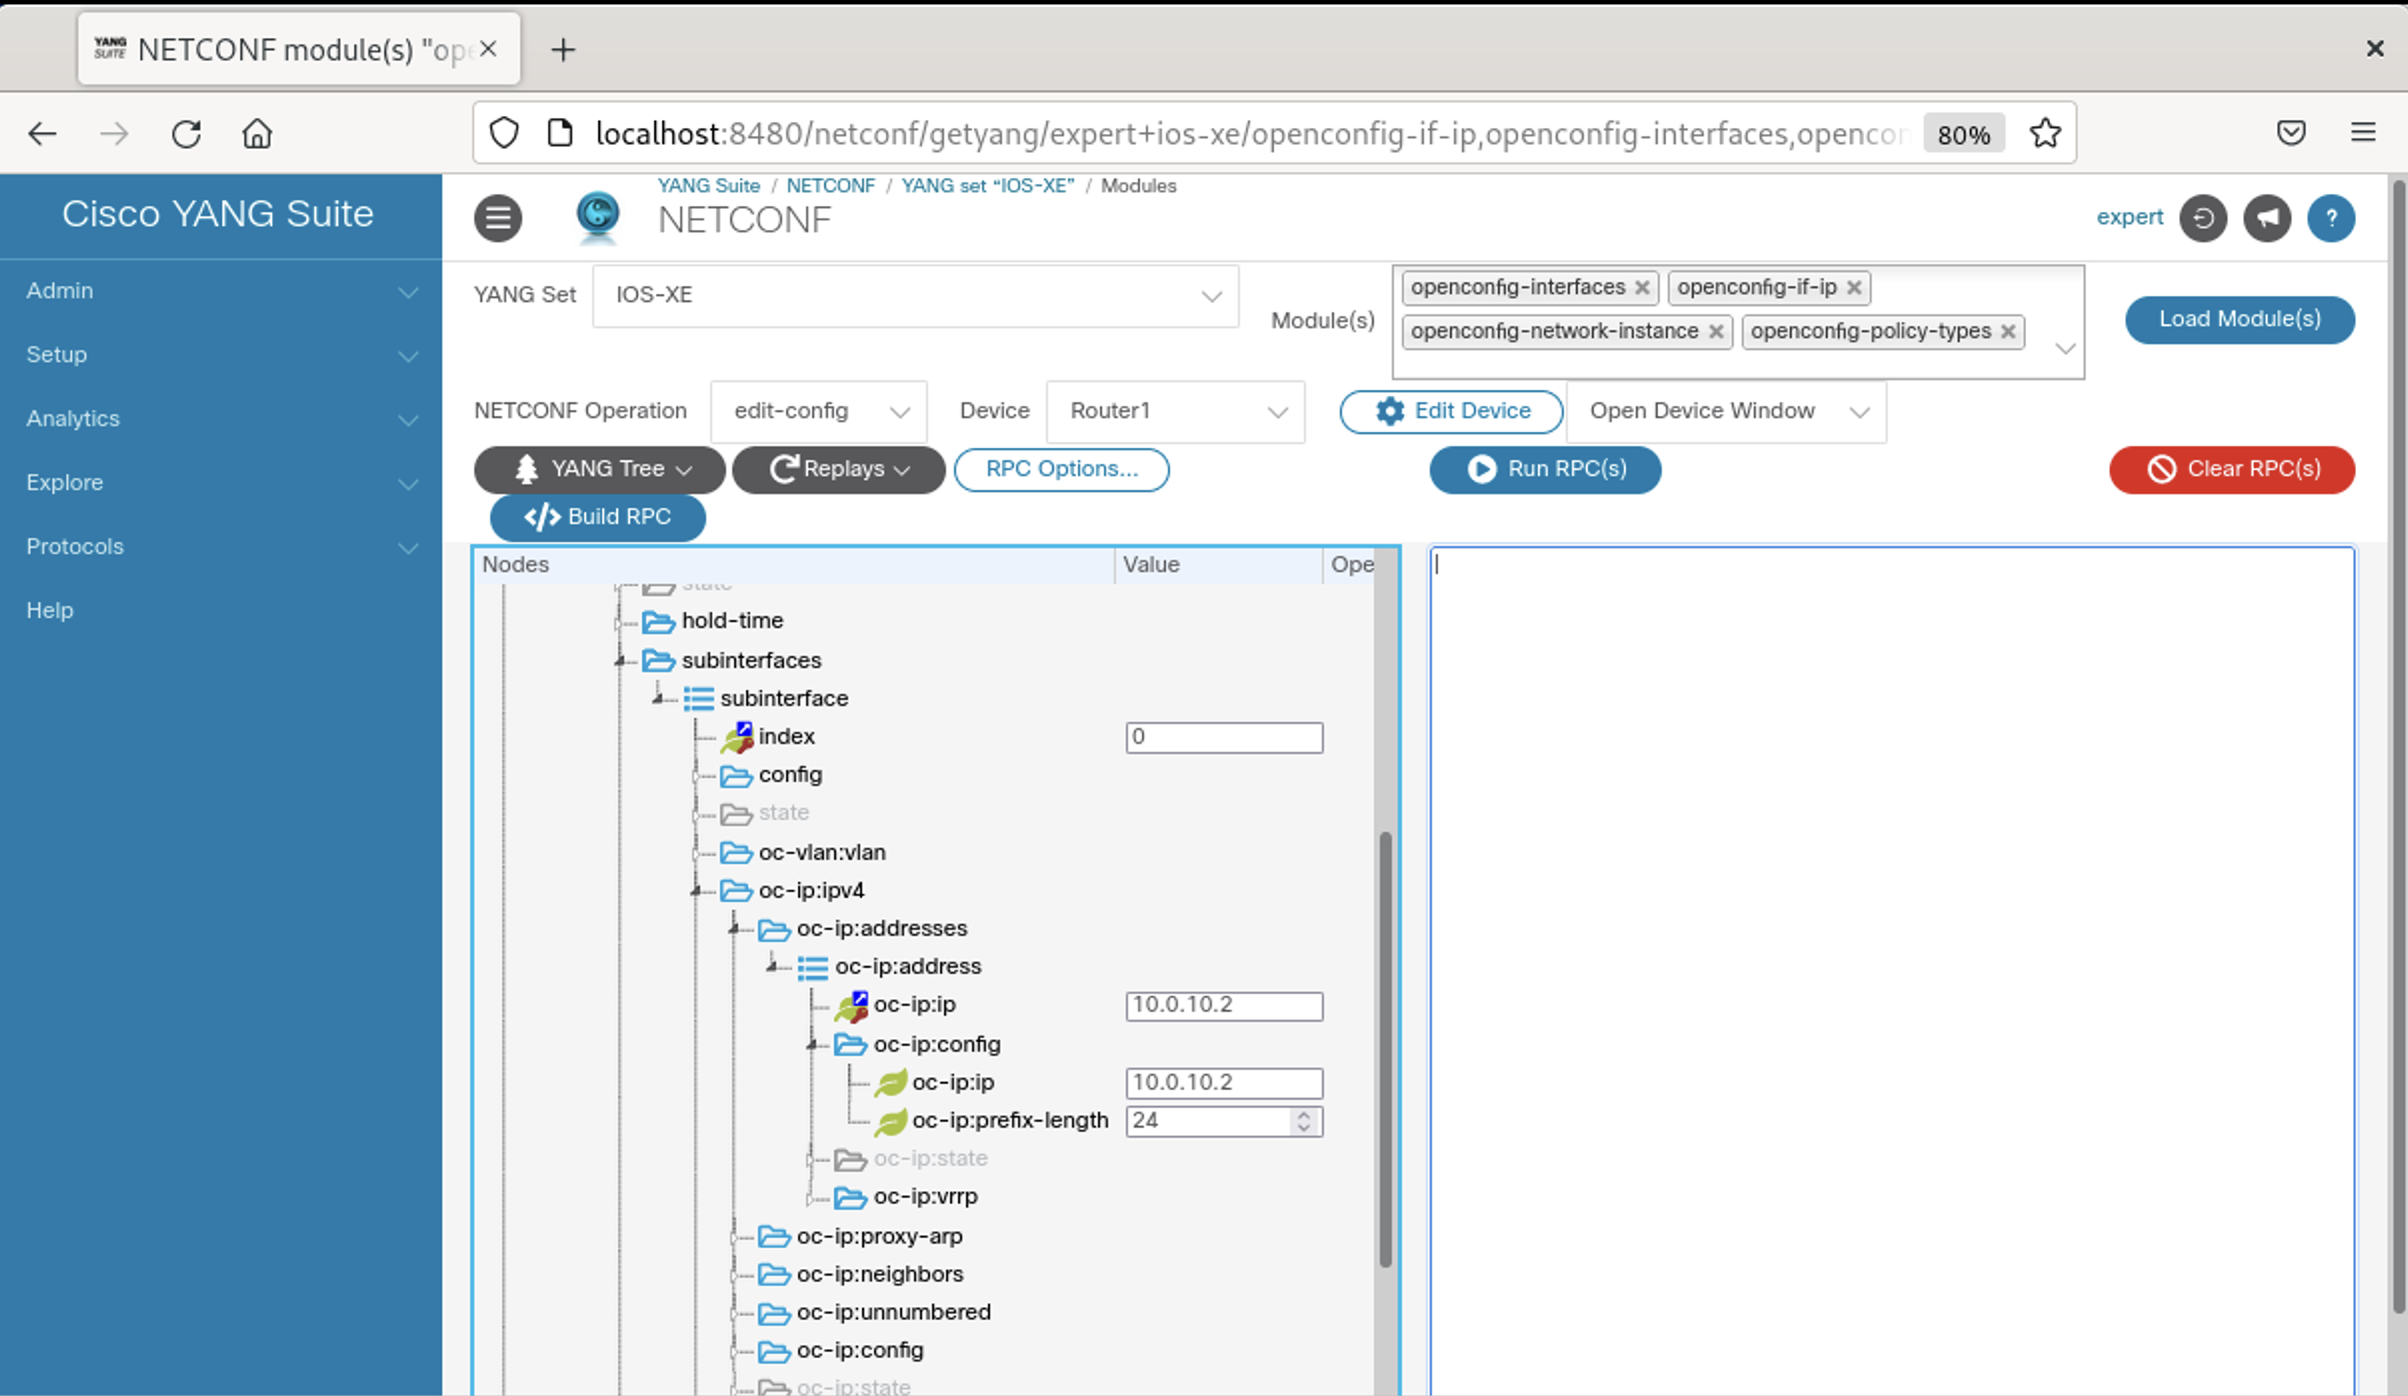 YANG SUITE NETCONF module(s) "ope
localhost:8480/netconf/getyang/expert+ios-xe/openconfig-if-ip,openconfig-interfaces,openco 80%
Cisco YANG Suite
Admin
Setup
Analytics
Explore
Protocols
Help
YANG Suite / NETCONF / YANG set “IOS-XE” / Modules
NETCONF
expert ?
YANG Set IOS-XE
Module(s) openconfig-interfaces × openconfig-if-ip ×
openconfig-network-instance × openconfig-policy-types ×
Load Module(s)
NETCONF Operation edit-config Device Router1 Edit Device Open Device Window
YANG Tree Replays RPC Options... Run RPC(s) Clear RPC(s)
</> Build RPC
Nodes Value Ope
state
hold-time
subinterfaces
subinterface
index 0
config
state
oc-vlan:vlan
oc-ip:ipv4
oc-ip:addresses
oc-ip:address
oc-ip:ip 10.0.10.2
oc-ip:config
oc-ip:ip 10.0.10.2
oc-ip:prefix-length 24
oc-ip:state
oc-ip:vrrp
oc-ip:proxy-arp
oc-ip:neighbors
oc-ip:unnumbered
oc-ip:config
oc-ip:state